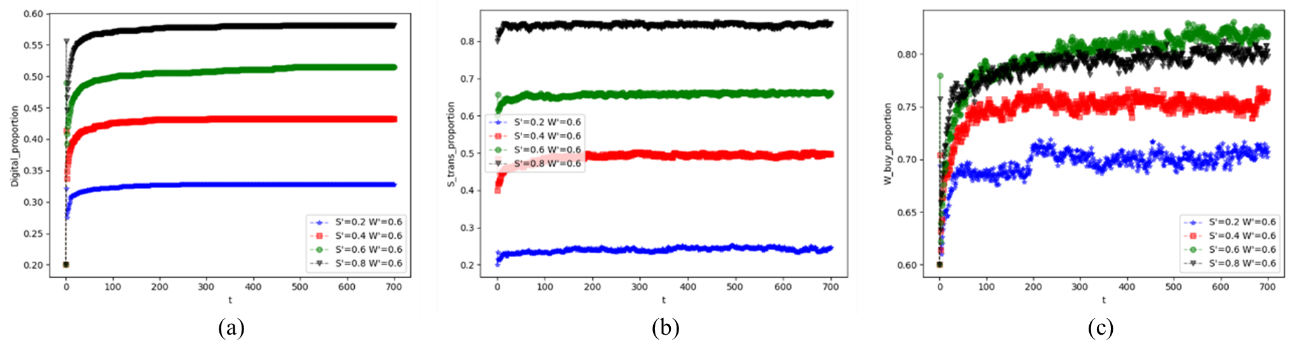 0.60
0.55
0.50
0.45
0.40
0.35
0.30
0.25
0.20
Digital_proportion
0 100 200 300 400 500 600 700
t
S'=0.2 W'=0.6
S'=0.4 W'=0.6
S'=0.6 W'=0.6
S'=0.8 W'=0.6
(a)
0.8
0.7
0.6
0.5
0.4
0.3
0.2
S_trans_proportion
S'=0.2 W'=0.6
S'=0.4 W'=0.6
S'=0.6 W'=0.6
S'=0.8 W'=0.6
0 100 200 300 400 500 600 700
t
(b)
0.80
0.75
0.70
0.65
0.60
W_buy_proportion
S'=0.2 W'=0.6
S'=0.4 W'=0.6
S'=0.6 W'=0.6
S'=0.8 W'=0.6
0 100 200 300 400 500 600 700
t
(c)